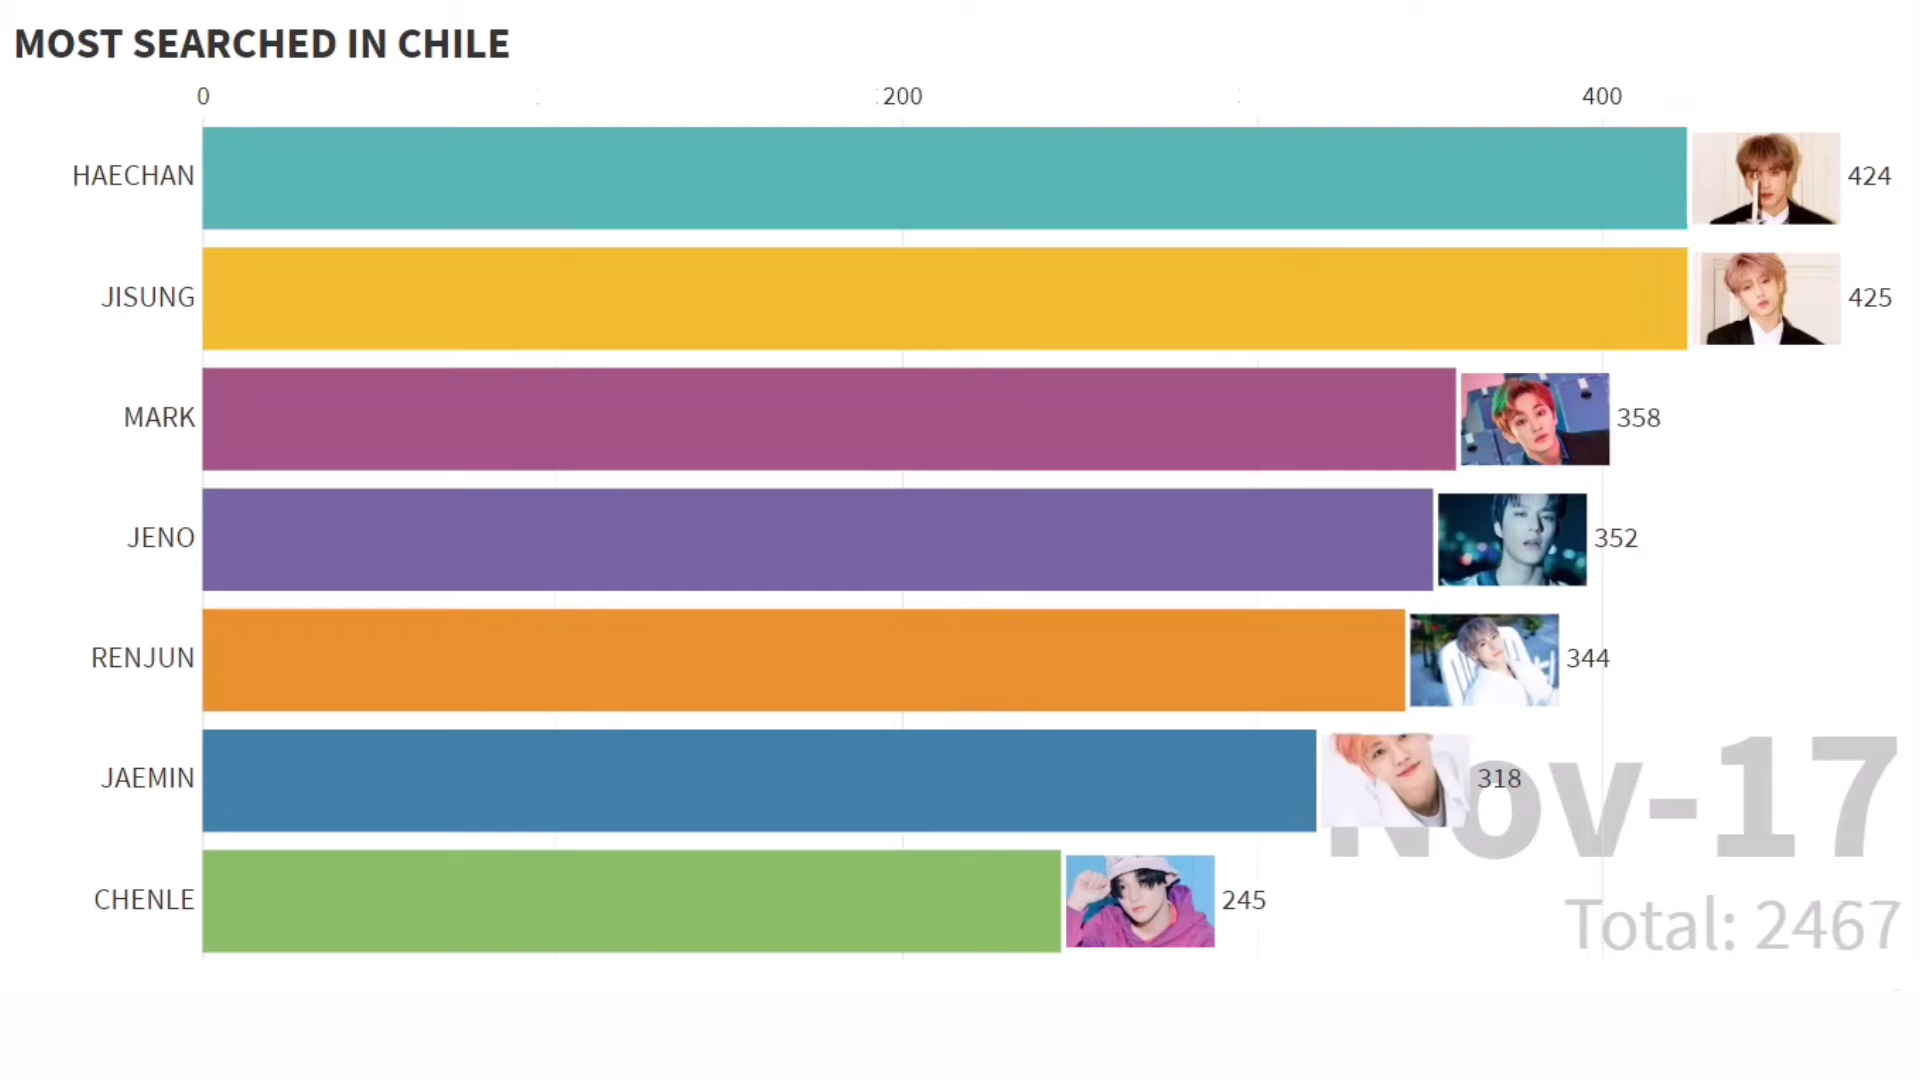 MOST SEARCHED IN CHILE
0 200 400
HAECHAN 424
JISUNG 425
MARK 358
JENO 352
RENJUN 344
JAEMIN 318
Nov-17
CHENLE 245
Total: 2467